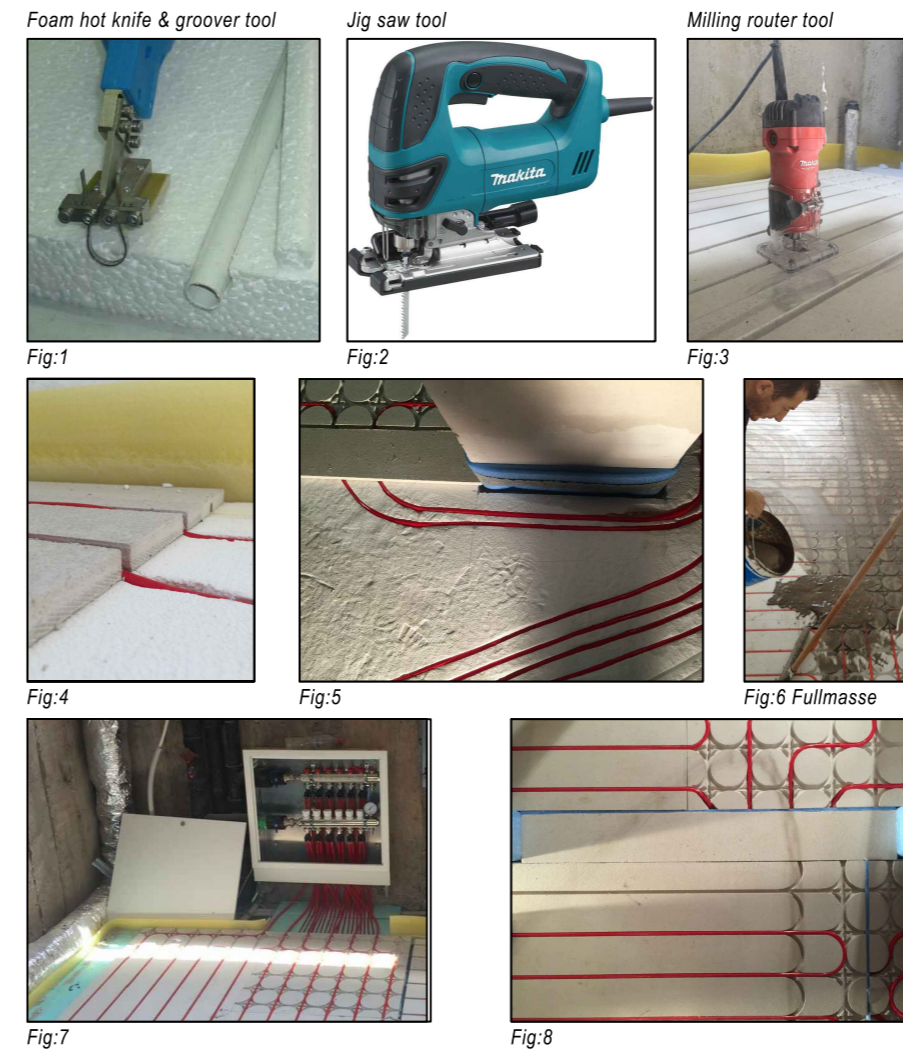 Foam hot knife & groover tool
Jig saw tool
Milling router tool
makita
Fig:1
Fig:2
Fig:3
Fig:4
Fig:5
Fig:6 Fullmasse
Fig:7
Fig:8